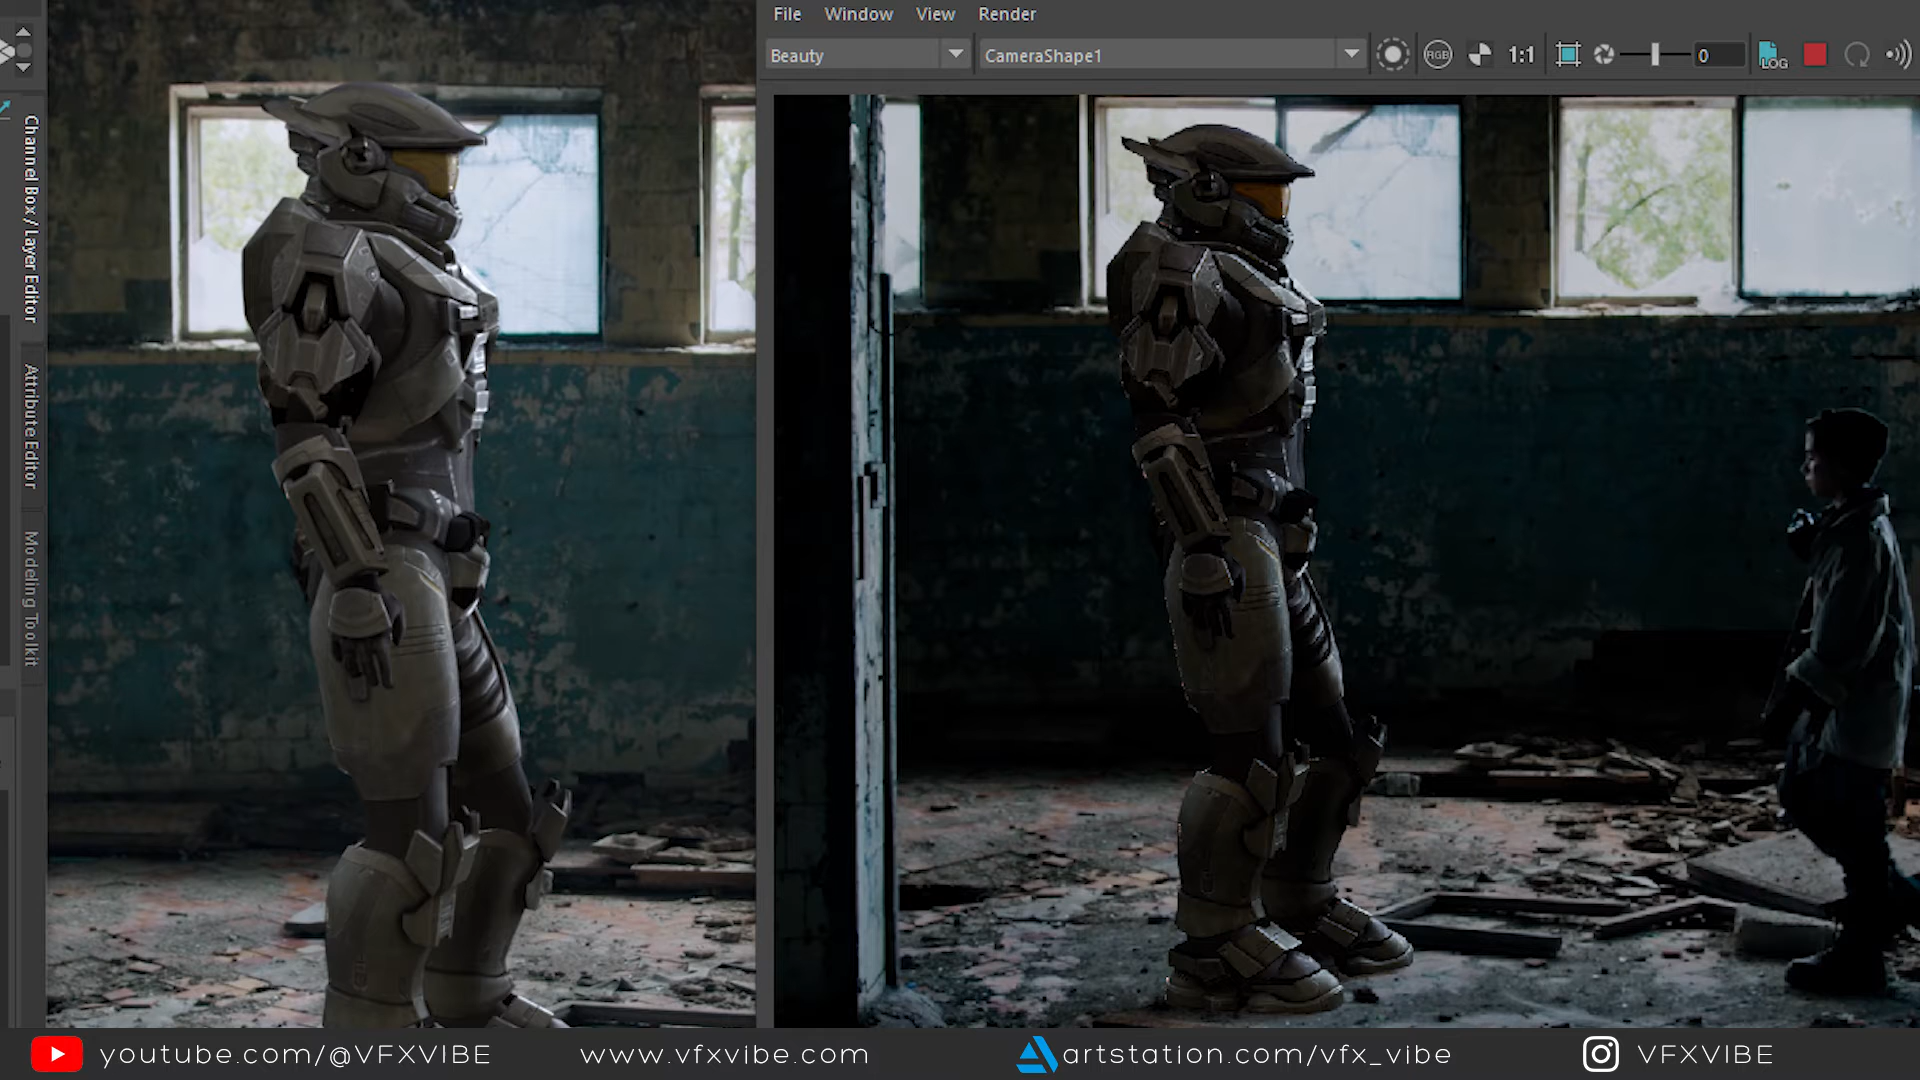 File Window View Render
Beauty
CameraShape1
RGB
1:1
0
LOG
Channel Box / Layer Editor
Attribute Editor
Modeling Toolkit
youtube.com/@VFXVIBE
www.vfxvibe.com
artstation.com/vfx_vibe
VFXVIBE